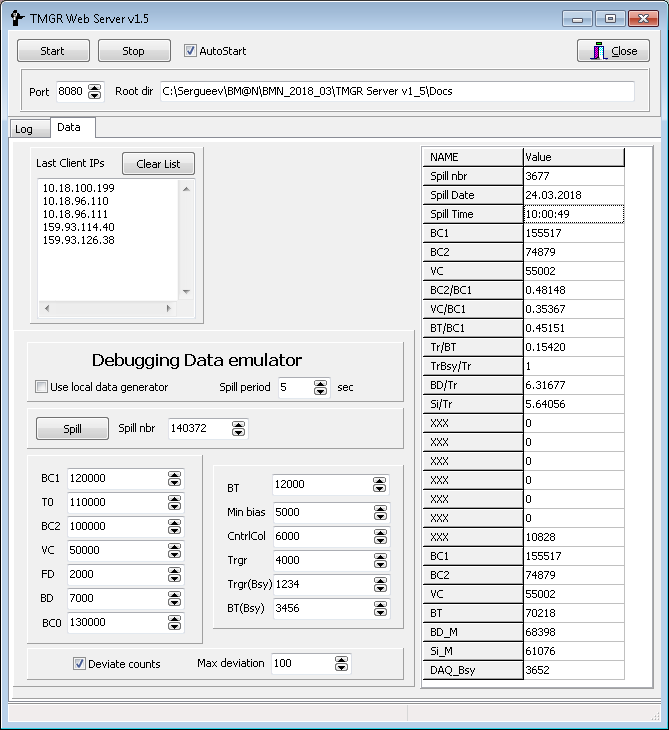 TMGR Web Server v1.5
Start Stop AutoStart Close
Port 8080 Root dir C:\Sergueev\BM@N\BMN_2018_03\TMGR Server v1_5\Docs
Log Data
Last Client IPs Clear List
10.18.100.199
10.18.96.110
10.18.96.111
159.93.114.40
159.93.126.38
Debugging Data emulator
Use local data generator Spill period 5 sec
Spill Spill nbr 140372
BC1 120000
T0 110000
BC2 100000
VC 50000
FD 2000
BD 7000
BC0 130000
BT 12000
Min bias 5000
CntrlCol 6000
Trgr 4000
Trgr(Bsy) 1234
BT(Bsy) 3456
Deviate counts Max deviation 100
NAME Value
Spill nbr 3677
Spill Date 24.03.2018
Spill Time 10:00:49
BC1 155517
BC2 74879
VC 55002
BC2/BC1 0.48148
VC/BC1 0.35367
BT/BC1 0.45151
Tr/BT 0.15420
TrBsy/Tr 1
BD/Tr 6.31677
Si/Tr 5.64056
XXX 0
XXX 0
XXX 0
XXX 0
XXX 0
XXX 0
XXX 10828
BC1 155517
BC2 74879
VC 55002
BT 70218
BD_M 68398
Si_M 61076
DAQ_Bsy 3652